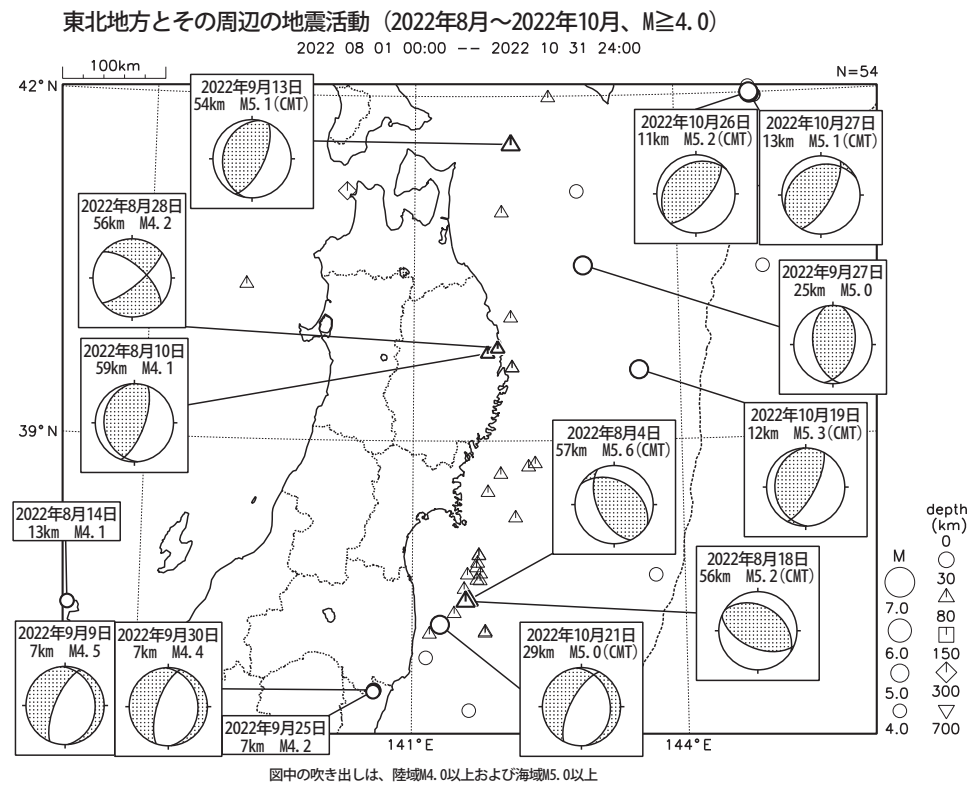 東北地方とその周辺の地震活動（2022年8月～2022年10月、M≧4.0）
2022 08 01 00:00 -- 2022 10 31 24:00
100km
N=54
42°N
2022年9月13日
54km M5.1(CMT)
2022年10月26日
11km M5.2(CMT)
2022年10月27日
13km M5.1(CMT)
2022年8月28日
56km M4.2
2022年9月27日
25km M5.0
2022年8月10日
59km M4.1
39°N
2022年10月19日
12km M5.3(CMT)
2022年8月4日
57km M5.6(CMT)
2022年8月14日
13km M4.1
2022年8月18日
56km M5.2(CMT)
2022年9月9日
7km M4.5
2022年9月30日
7km M4.4
2022年10月21日
29km M5.0(CMT)
2022年9月25日
7km M4.2
141°E
144°E
M
7.0
6.0
5.0
4.0
depth
(km)
0
30
80
150
300
700
図中の吹き出しは、陸域M4.0以上および海域M5.0以上